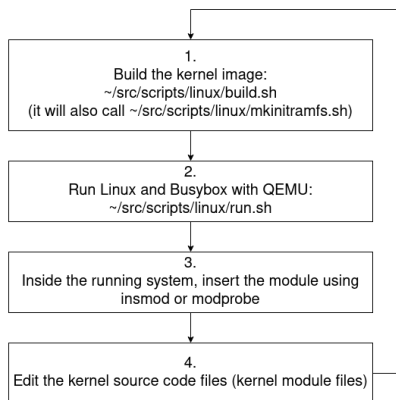 1.
Build the kernel image:
~/src/scripts/linux/build.sh
(it will also call ~/src/scripts/linux/mkinitramfs.sh)
2.
Run Linux and Busybox with QEMU:
~/src/scripts/linux/run.sh
3.
Inside the running system, insert the module using
insmod or modprobe
4.
Edit the kernel source code files (kernel module files)